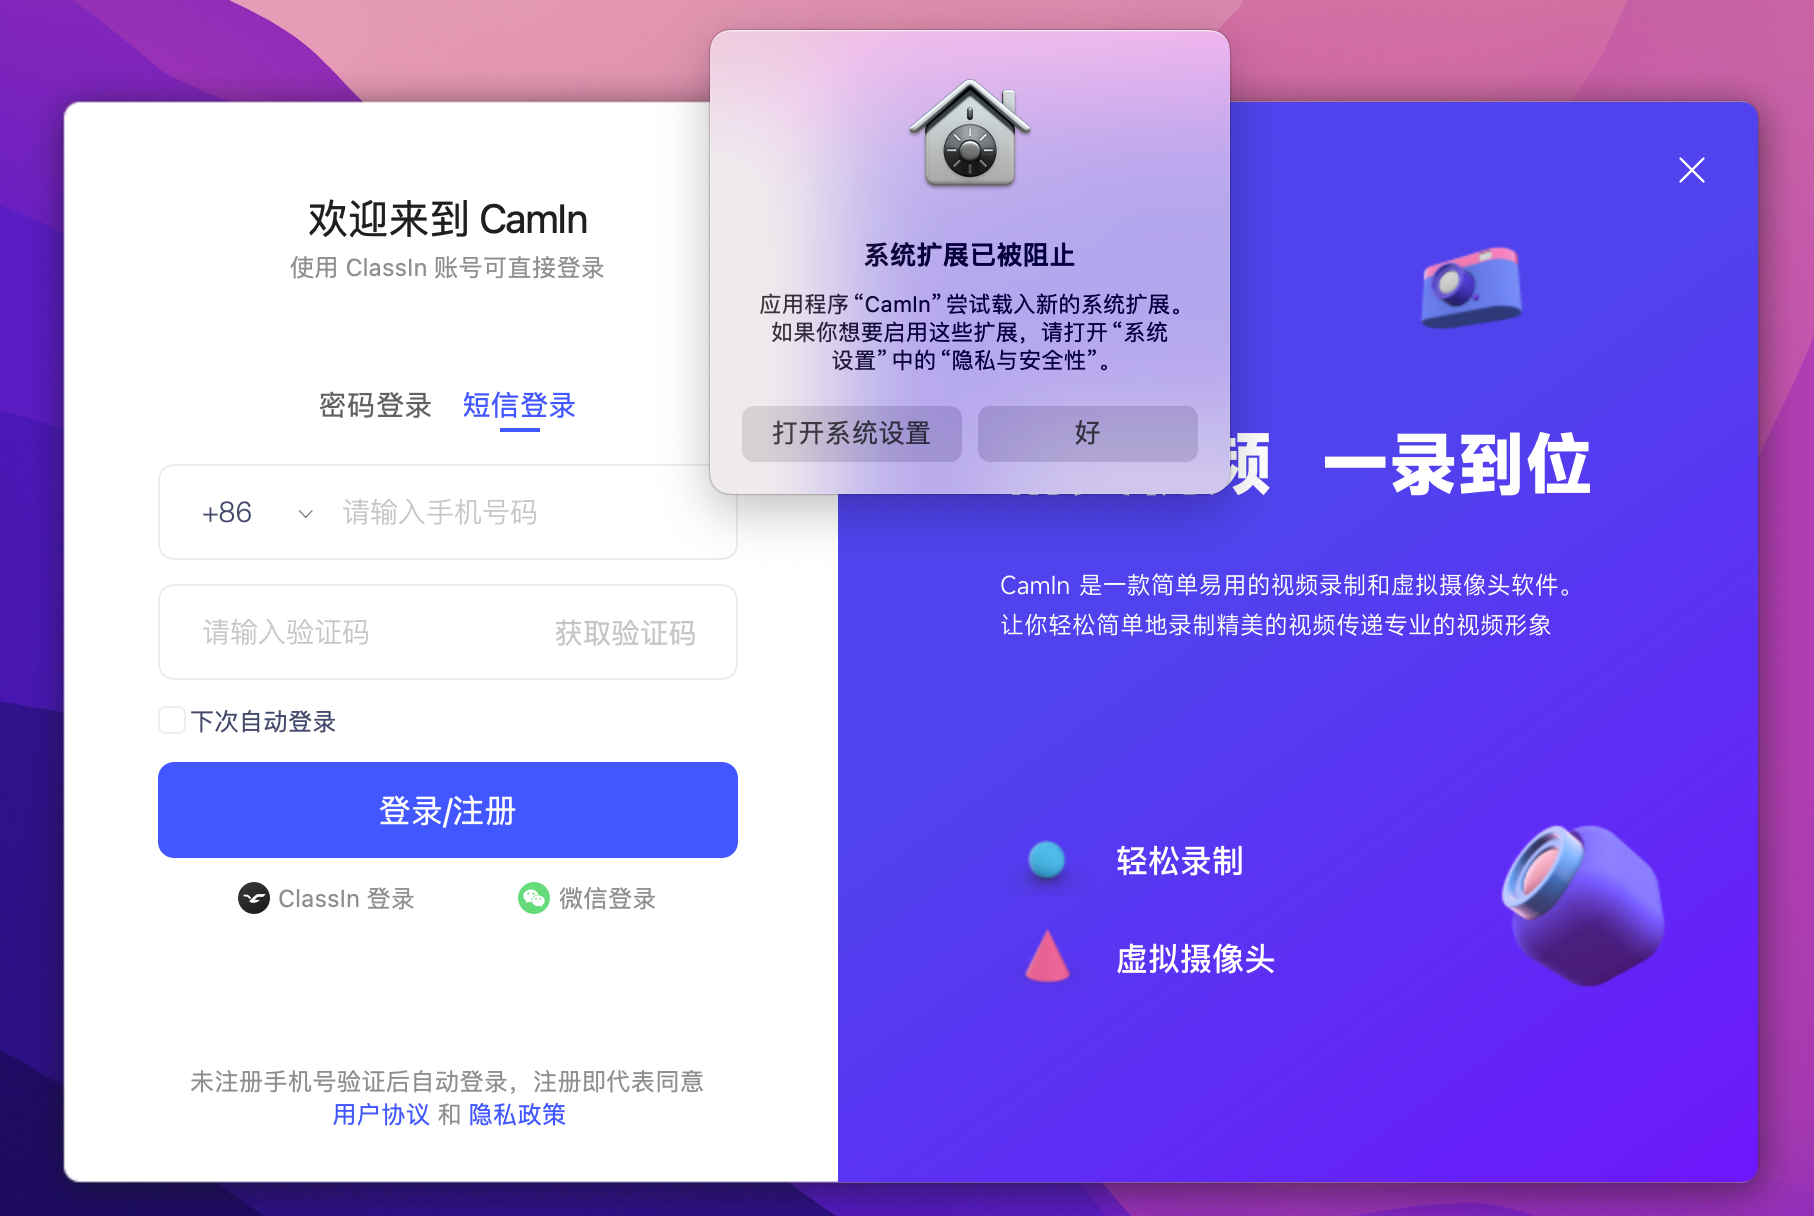 系统扩展已被阻止
应用程序“CamIn”尝试载入新的系统扩展。
如果你想要启用这些扩展，请打开“系统
设置”中的“隐私与安全性”。
打开系统设置
好
欢迎来到 CamIn
使用 ClassIn 账号可直接登录
密码登录
短信登录
+86
请输入手机号码
请输入验证码
获取验证码
下次自动登录
登录/注册
ClassIn 登录
微信登录
未注册手机号验证后自动登录，注册即代表同意
用户协议 和 隐私政策
一录到位
CamIn 是一款简单易用的视频录制和虚拟摄像头软件。
让你轻松简单地录制精美的视频传递专业的视频形象
轻松录制
虚拟摄像头